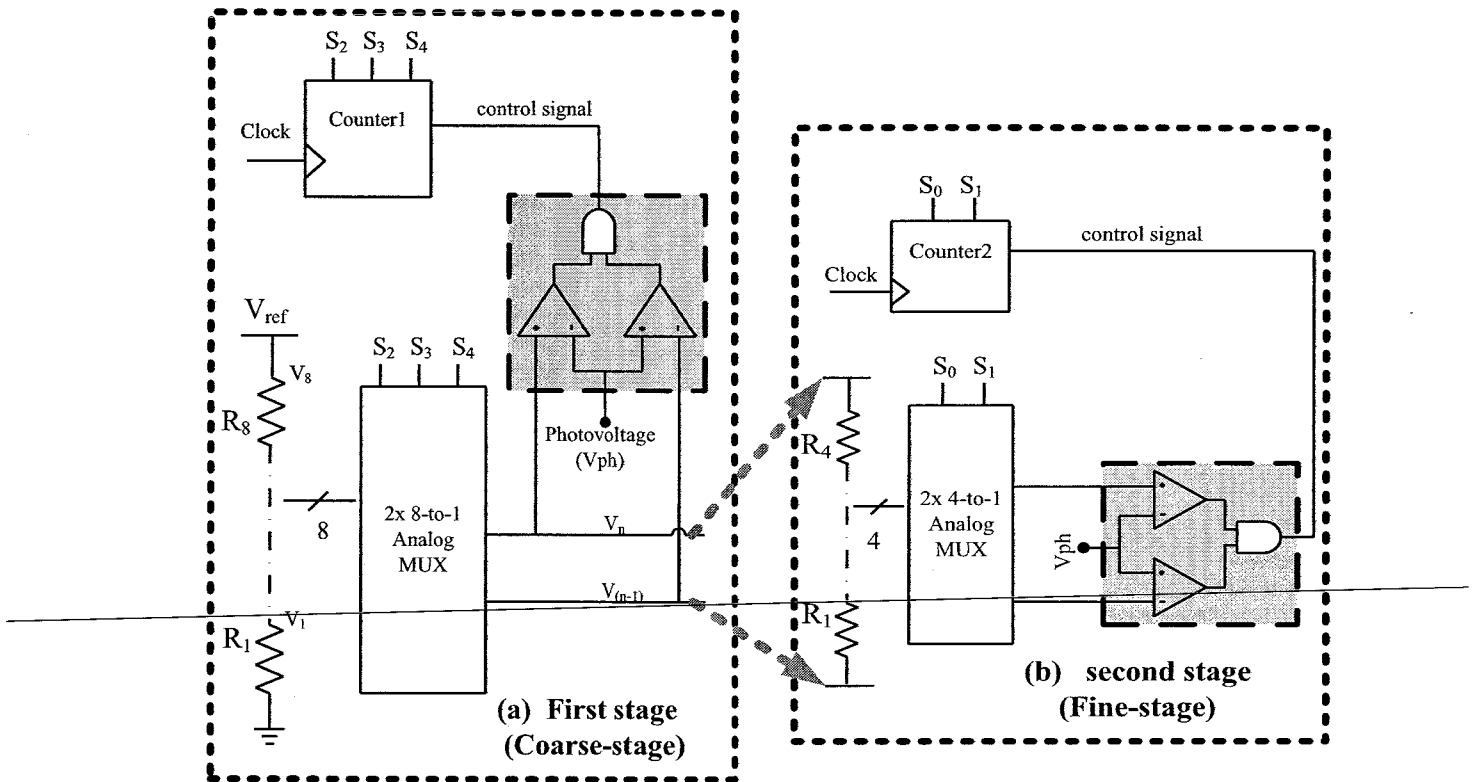 S2 S3 S4
Counter1
Clock
control signal
Vref
V8
R8
8
V1
R1
S2 S3 S4
2x 8-to-1
Analog
MUX
+ - + -
Photovoltage
(Vph)
Vn
V(n-1)
(a) First stage
(Coarse-stage)
S0 S1
Counter2
Clock
control signal
R4
4
R1
S0 S1
2x 4-to-1
Analog
MUX
Vph
+
-
+
-
(b) second stage
(Fine-stage)